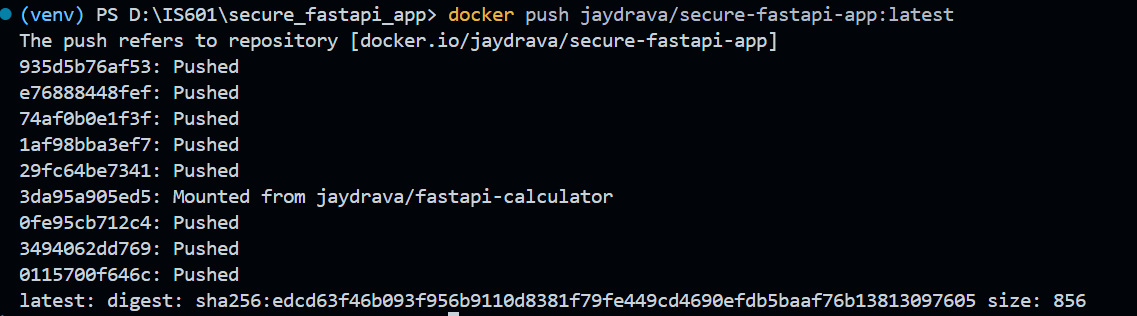 (venv) PS D:\IS601\secure_fastapi_app> docker push jaydrava/secure-fastapi-app:latest
The push refers to repository [docker.io/jaydrava/secure-fastapi-app]
935d5b76af53: Pushed
e76888448fef: Pushed
74af0b0e1f3f: Pushed
1af98bba3ef7: Pushed
29fc64be7341: Pushed
3da95a905ed5: Mounted from jaydrava/fastapi-calculator
0fe95cb712c4: Pushed
3494062dd769: Pushed
0115700f646c: Pushed
latest: digest: sha256:edcd63f46b093f956b9110d8381f79fe449cd4690efdb5baaf76b13813097605 size: 856